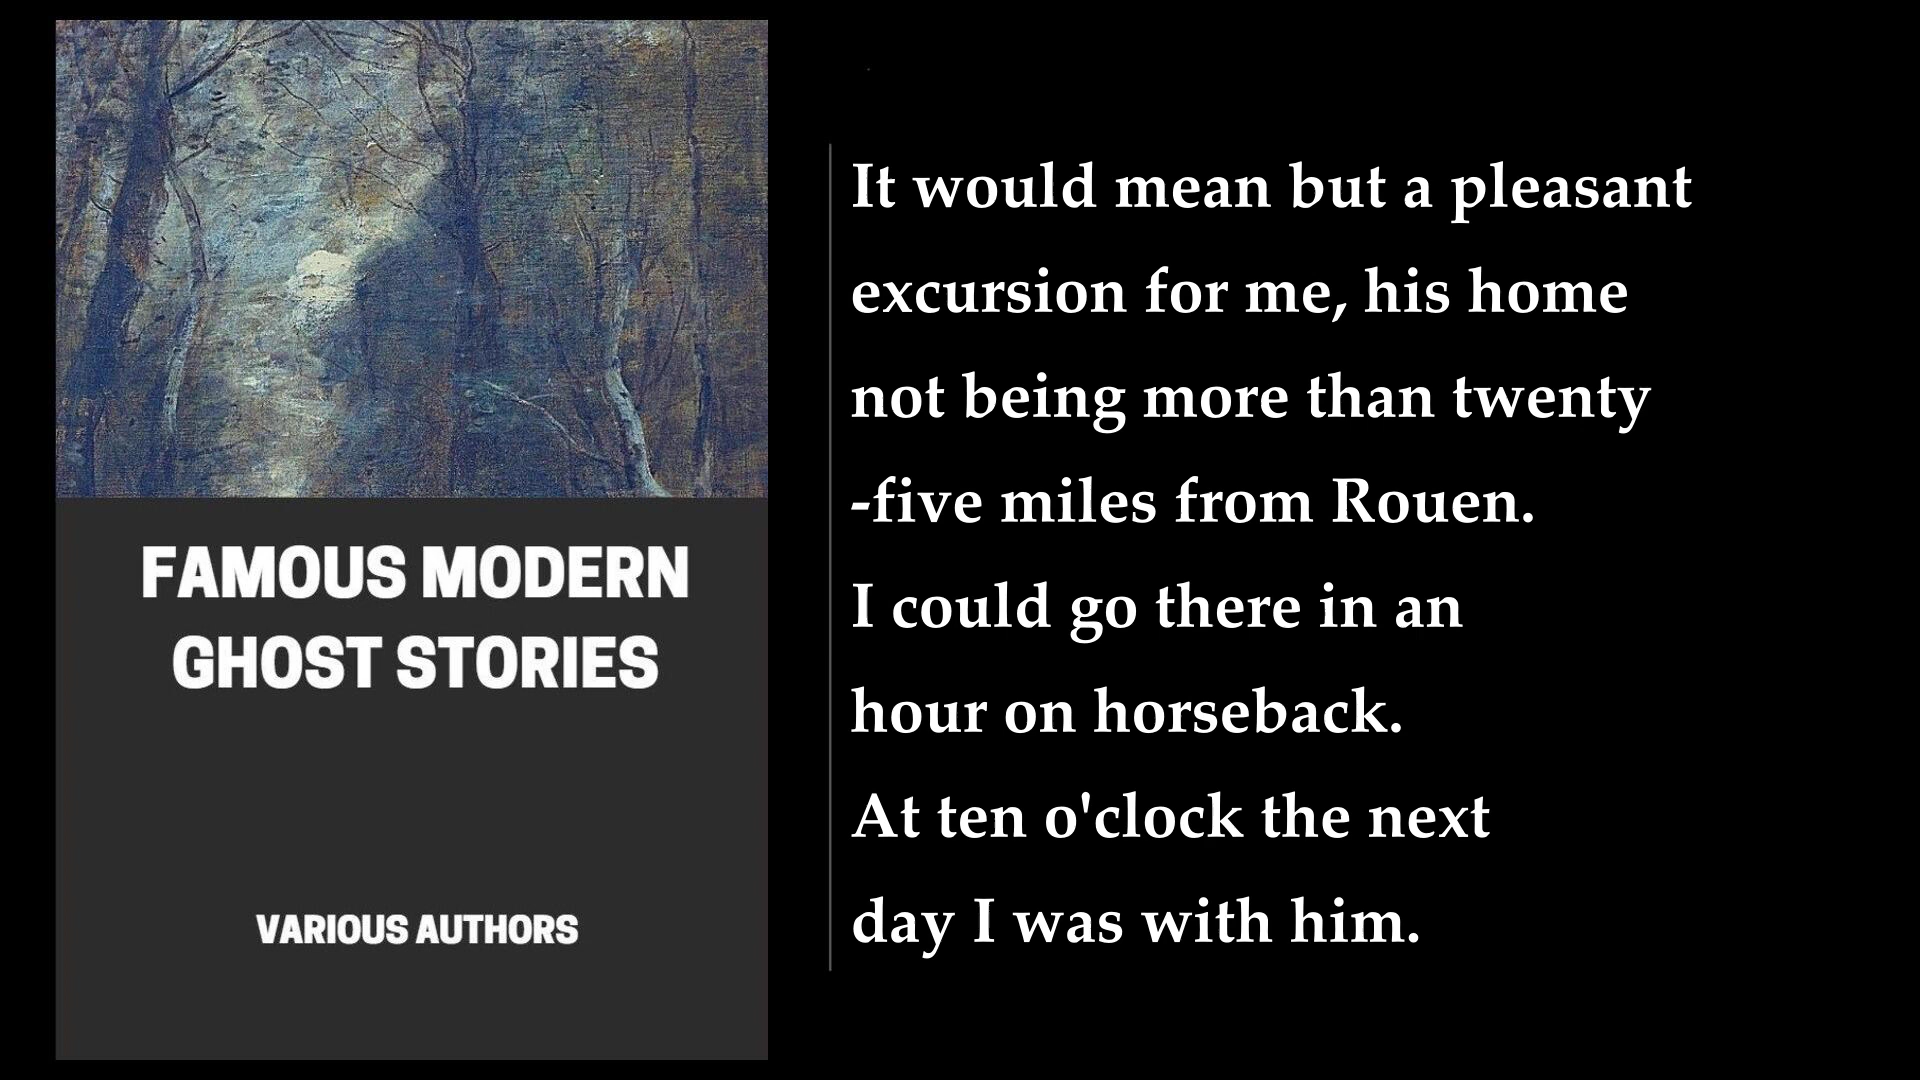 FAMOUS MODERN
GHOST STORIES
VARIOUS AUTHORS
It would mean but a pleasant
excursion for me, his home
not being more than twenty
-five miles from Rouen.
I could go there in an
hour on horseback.
At ten o'clock the next
day I was with him.